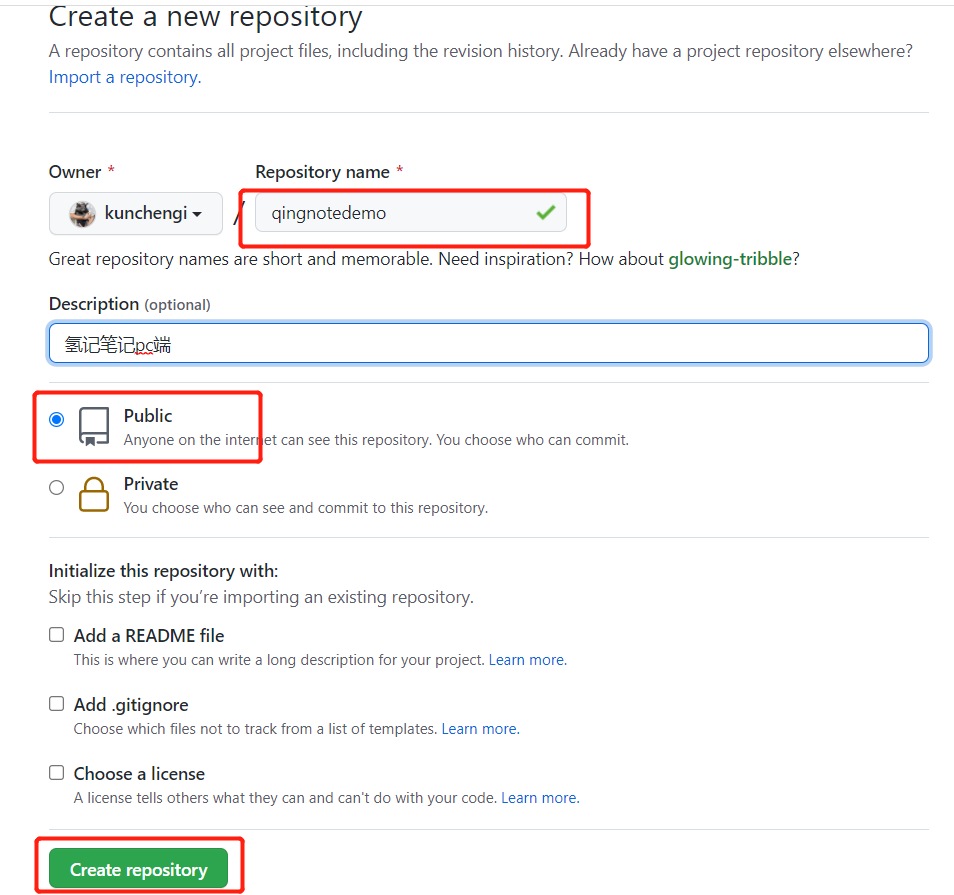 Create a new repository
A repository contains all project files, including the revision history. Already have a project repository elsewhere?
Import a repository.
Owner * Repository name *
kunchengi / qingnotedemo
Great repository names are short and memorable. Need inspiration? How about glowing-tribble?
Description (optional)
氢记笔记pc端
Public
Anyone on the internet can see this repository. You choose who can commit.
Private
You choose who can see and commit to this repository.
Initialize this repository with:
Skip this step if you’re importing an existing repository.
Add a README file
This is where you can write a long description for your project. Learn more.
Add .gitignore
Choose which files not to track from a list of templates. Learn more.
Choose a license
A license tells others what they can and can't do with your code. Learn more.
Create repository